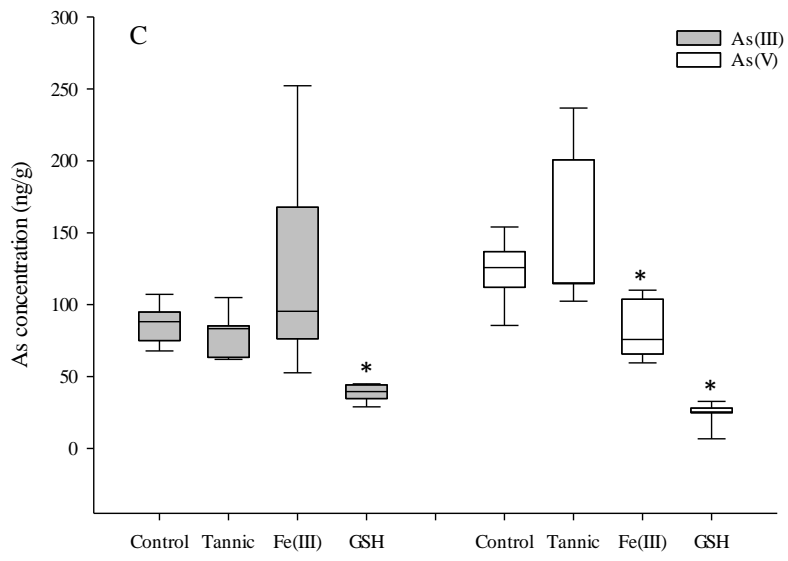 C
As(III)
As(V)
As concentration (ng/g)
300
250
200
150
100
50
0
*
*
*
Control Tannic Fe(III) GSH Control Tannic Fe(III) GSH